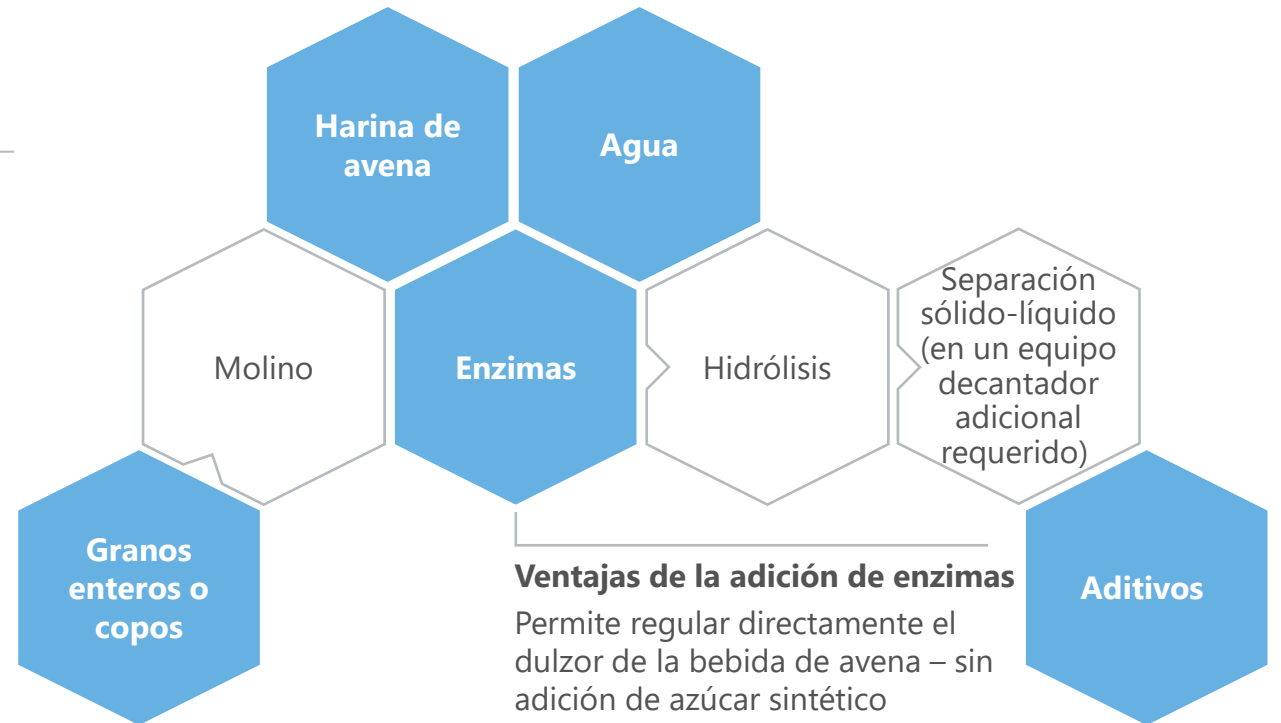 Harina de
avena
Agua
Molino
Enzimas
Hidrólisis
Separación
sólido-líquido
(en un equipo
decantador
adicional
requerido)
Granos
enteros o
copos
Aditivos
Ventajas de la adición de enzimas
Permite regular directamente el
dulzor de la bebida de avena – sin
adición de azúcar sintético